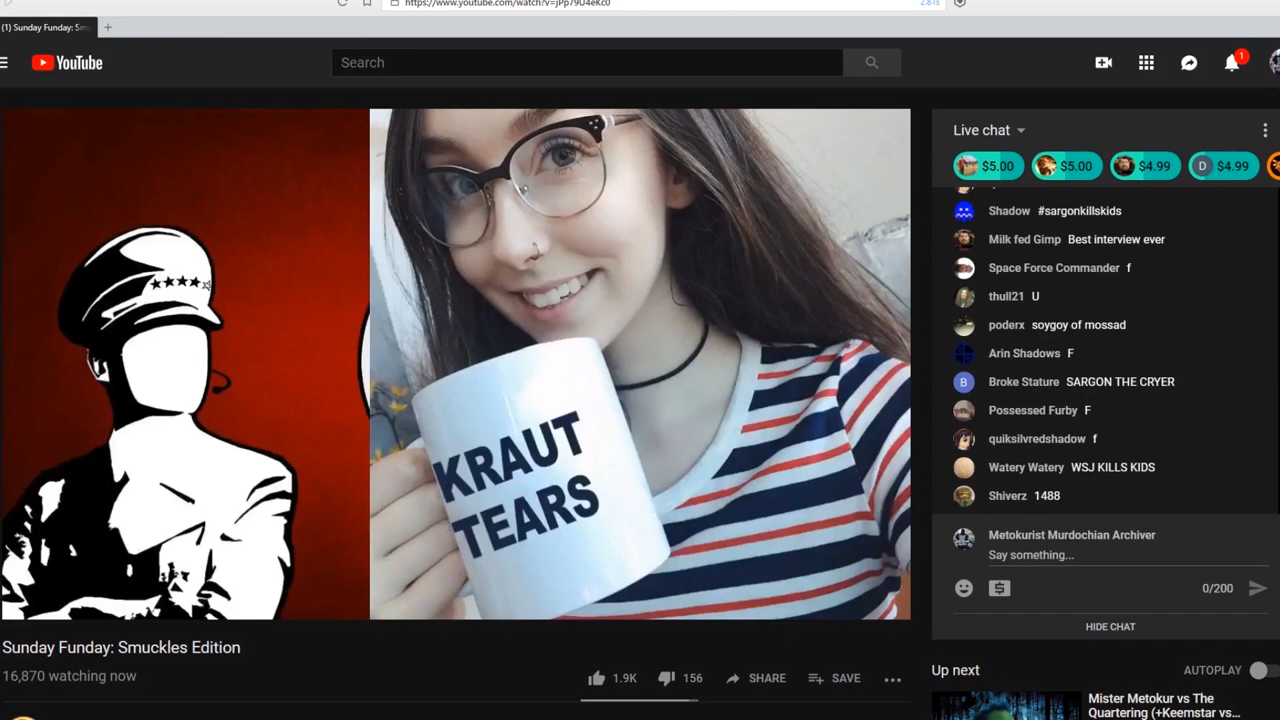 https://www.youtube.com/watch?v=jPp79U4eKc0
2.81s
(1) Sunday Funday: Sm
YouTube
Search
1
Live chat
$5.00 $5.00 $4.99 D $4.99
Shadow #sargonkillskids
Milk fed Gimp Best interview ever
Space Force Commander f
thull21 U
poderx soygoy of mossad
Arin Shadows F
B Broke Stature SARGON THE CRYER
Possessed Furby F
quiksilvredshadow f
Watery Watery WSJ KILLS KIDS
Shiverz 1488
Metokurist Murdochian Archiver
Say something...
0/200
HIDE CHAT
KRAUT
TEARS
Sunday Funday: Smuckles Edition
16,870 watching now
1.9K 156 SHARE SAVE
Up next AUTOPLAY
Mister Metokur vs The
Quartering (+Keemstar vs...